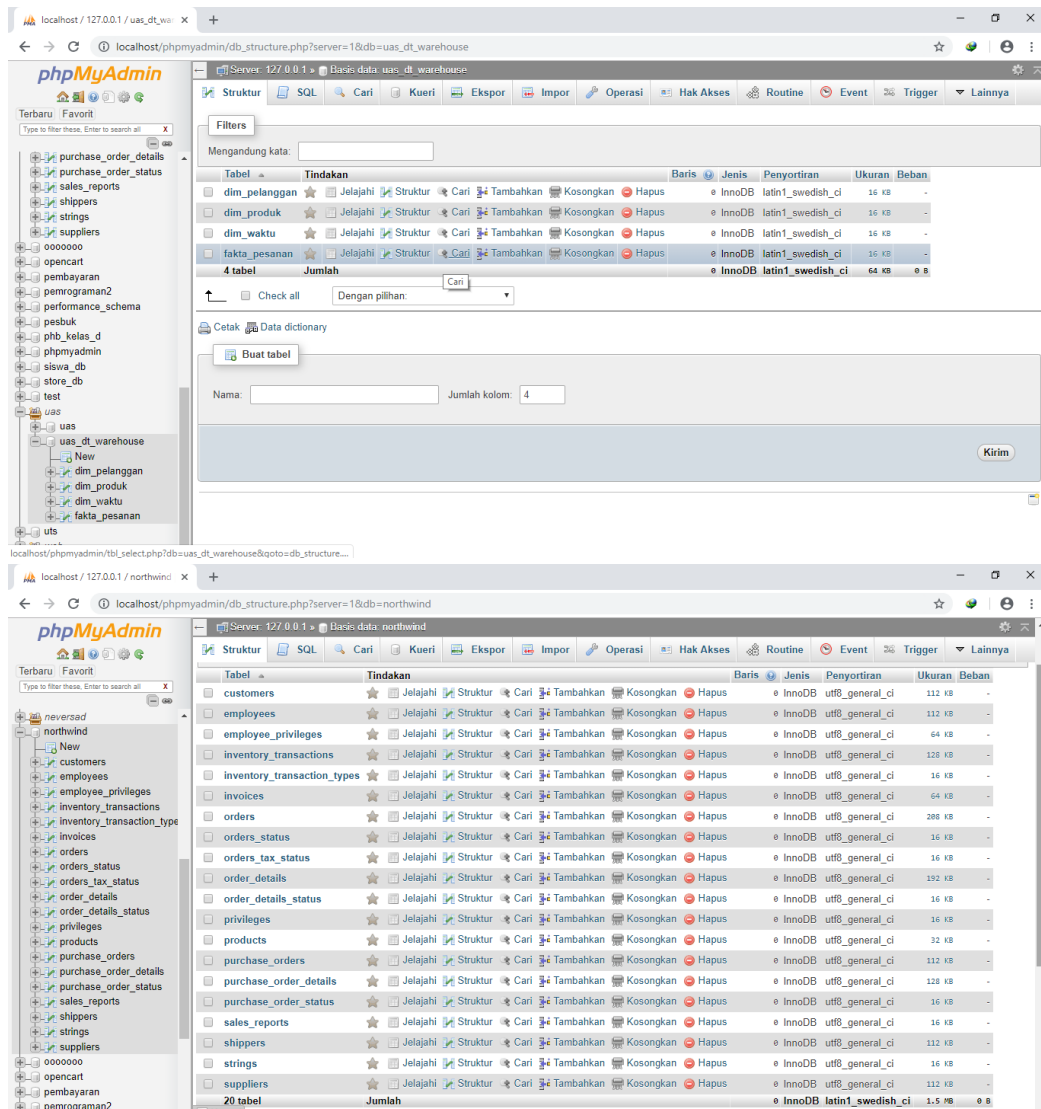 localhost / 127.0.0.1 / uas_dt_wa
localhost/phpmyadmin/db_structure.php?server=1&db=uas_dt_warehouse
phpMyAdmin
Terbaru Favorit
Type to filter these, Enter to search all X
purchase_order_details
purchase_order_status
sales_reports
shippers
strings
suppliers
ooooooo
opencart
pembayaran
pemrograman2
performance_schema
pesbuk
phb_kelas_d
phpmyadmin
siswa_db
store_db
test
uas
uas
uas_dt_warehouse
New
dim_pelanggan
dim_produk
dim_waktu
fakta_pesanan
uts
Server: 127.0.0.1 » Basis data: uas_dt_warehouse
Struktur SQL Cari Kueri Ekspor Impor Operasi Hak Akses Routine Event Trigger Lainnya
Filters
Mengandung kata:
Tabel Tindakan Baris Jenis Penyortiran Ukuran Beban
dim_pelanggan Jelajahi Struktur Cari Tambahkan Kosongkan Hapus 0 InnoDB latin1_swedish_ci 16 KB -
dim_produk Jelajahi Struktur Cari Tambahkan Kosongkan Hapus 0 InnoDB latin1_swedish_ci 16 KB -
dim_waktu Jelajahi Struktur Cari Tambahkan Kosongkan Hapus 0 InnoDB latin1_swedish_ci 16 KB -
fakta_pesanan Jelajahi Struktur Cari Tambahkan Kosongkan Hapus 0 InnoDB latin1_swedish_ci 16 KB -
4 tabel Jumlah 0 InnoDB latin1_swedish_ci 64 KB 0 B
Cari
Check all Dengan pilihan:
Cetak Data dictionary
Buat tabel
Nama: Jumlah kolom: 4
Kirim
localhost/phpmyadmin/tbl_select.php?db=uas_dt_warehouse&goto=db_structure....
localhost / 127.0.0.1 / northwind
localhost/phpmyadmin/db_structure.php?server=1&db=northwind
phpMyAdmin
Terbaru Favorit
Type to filter these, Enter to search all X
neversad
northwind
New
customers
employees
employee_privileges
inventory_transactions
inventory_transaction_type
invoices
orders
orders_status
orders_tax_status
order_details
order_details_status
privileges
products
purchase_orders
purchase_order_details
purchase_order_status
sales_reports
shippers
strings
suppliers
ooooooo
opencart
pembayaran
pemrograman2
Server: 127.0.0.1 » Basis data: northwind
Struktur SQL Cari Kueri Ekspor Impor Operasi Hak Akses Routine Event Trigger Lainnya
Tabel Tindakan Baris Jenis Penyortiran Ukuran Beban
customers Jelajahi Struktur Cari Tambahkan Kosongkan Hapus 0 InnoDB utf8_general_ci 112 KB -
employees Jelajahi Struktur Cari Tambahkan Kosongkan Hapus 0 InnoDB utf8_general_ci 112 KB -
employee_privileges Jelajahi Struktur Cari Tambahkan Kosongkan Hapus 0 InnoDB utf8_general_ci 64 KB -
inventory_transactions Jelajahi Struktur Cari Tambahkan Kosongkan Hapus 0 InnoDB utf8_general_ci 128 KB -
inventory_transaction_types Jelajahi Struktur Cari Tambahkan Kosongkan Hapus 0 InnoDB utf8_general_ci 16 KB -
invoices Jelajahi Struktur Cari Tambahkan Kosongkan Hapus 0 InnoDB utf8_general_ci 64 KB -
orders Jelajahi Struktur Cari Tambahkan Kosongkan Hapus 0 InnoDB utf8_general_ci 208 KB -
orders_status Jelajahi Struktur Cari Tambahkan Kosongkan Hapus 0 InnoDB utf8_general_ci 16 KB -
orders_tax_status Jelajahi Struktur Cari Tambahkan Kosongkan Hapus 0 InnoDB utf8_general_ci 16 KB -
order_details Jelajahi Struktur Cari Tambahkan Kosongkan Hapus 0 InnoDB utf8_general_ci 192 KB -
order_details_status Jelajahi Struktur Cari Tambahkan Kosongkan Hapus 0 InnoDB utf8_general_ci 16 KB -
privileges Jelajahi Struktur Cari Tambahkan Kosongkan Hapus 0 InnoDB utf8_general_ci 16 KB -
products Jelajahi Struktur Cari Tambahkan Kosongkan Hapus 0 InnoDB utf8_general_ci 32 KB -
purchase_orders Jelajahi Struktur Cari Tambahkan Kosongkan Hapus 0 InnoDB utf8_general_ci 112 KB -
purchase_order_details Jelajahi Struktur Cari Tambahkan Kosongkan Hapus 0 InnoDB utf8_general_ci 128 KB -
purchase_order_status Jelajahi Struktur Cari Tambahkan Kosongkan Hapus 0 InnoDB utf8_general_ci 16 KB -
sales_reports Jelajahi Struktur Cari Tambahkan Kosongkan Hapus 0 InnoDB utf8_general_ci 16 KB -
shippers Jelajahi Struktur Cari Tambahkan Kosongkan Hapus 0 InnoDB utf8_general_ci 112 KB -
strings Jelajahi Struktur Cari Tambahkan Kosongkan Hapus 0 InnoDB utf8_general_ci 16 KB -
suppliers Jelajahi Struktur Cari Tambahkan Kosongkan Hapus 0 InnoDB utf8_general_ci 112 KB -
20 tabel Jumlah 0 InnoDB latin1_swedish_ci 1.5 MB 0 B